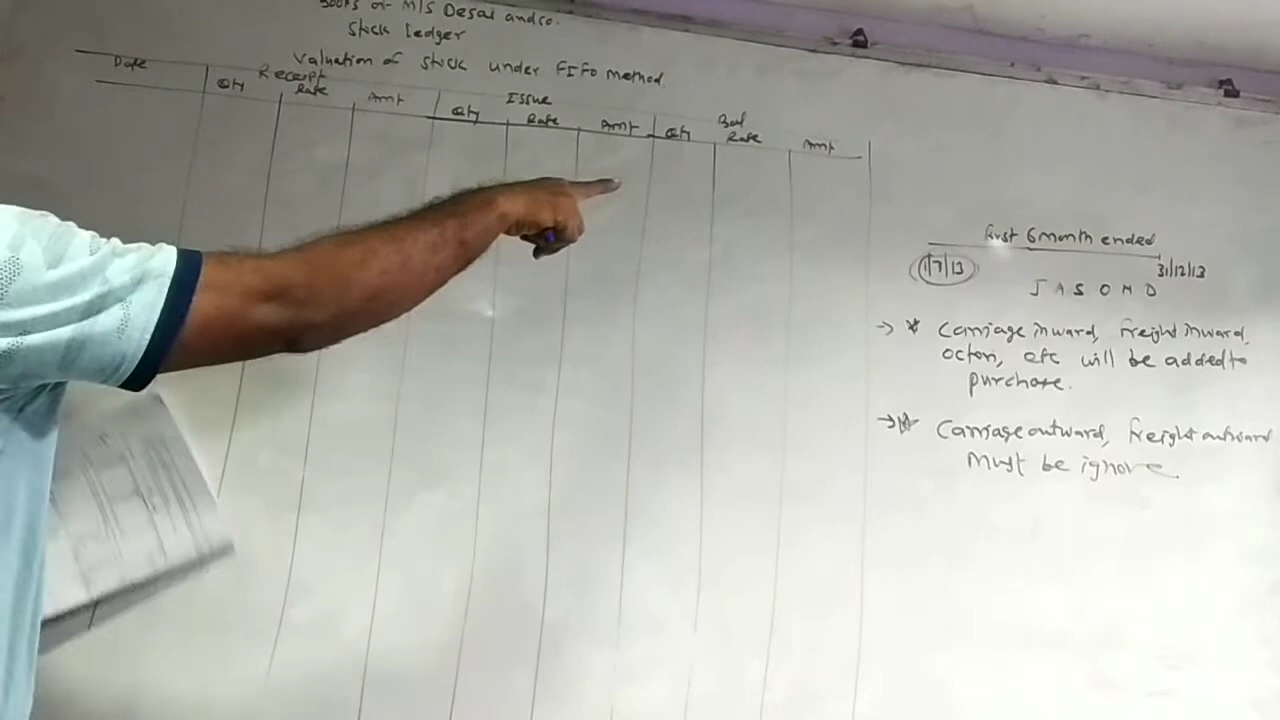 Books of M/S Desai and co.
Stock Ledger
Valuation of stock under FIFO method.
Date Receipt Issue Bal
Qty Rate Amt Qty Rate Amt Qty Rate Amt
first 6 month ended
1/7/13 31/12/13
J A S O N D
→ * Carriage inward, freight inward,
octori, etc will be added to
purchase.
→ * Carriage outward, freight outward
Must be ignore